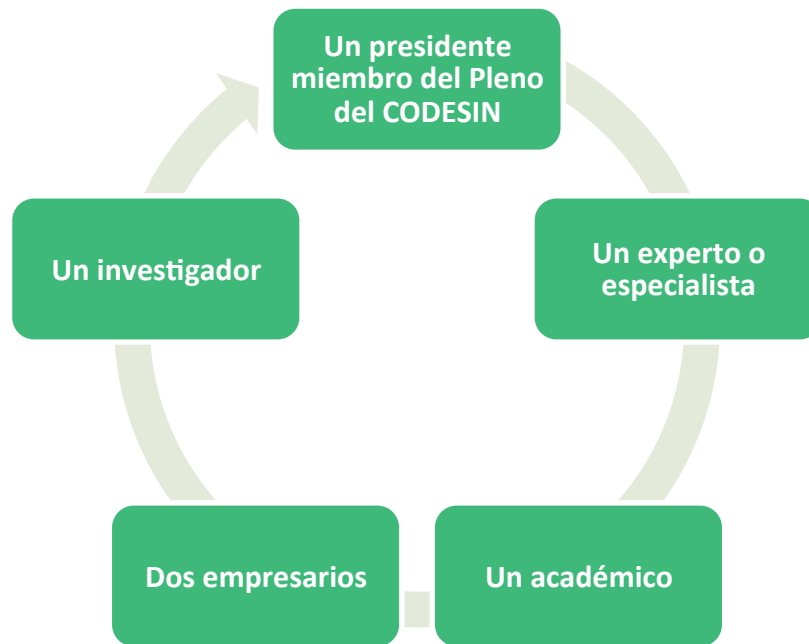 Un presidente
miembro del Pleno
del CODESIN
Un experto o
especialista
Un académico
Dos empresarios
Un investigador